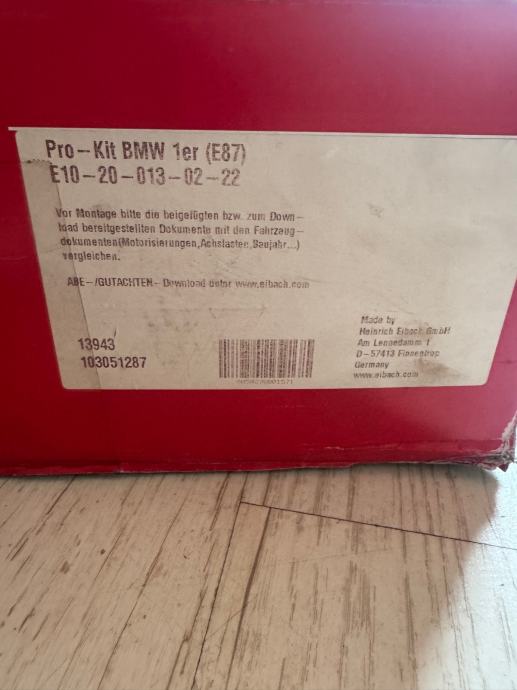 Pro-Kit BMW 1er (E87)
E10-20-013-02-22
Vor Montage bitte die beigefügten bzw. zum Down-
load bereitgestellten Dokumente mit den Fahrzeug-
dokumenten(Motorisierungen,Achslasten,Baujahr...)
vergleichen.
ABE-/GUTACHTEN- Download unter www.eibach.com
13943
103051287
Made by
Heinrich Eibach GmbH
Am Lennedamm 1
D-57413 Finnentrop
Germany
www.eibach.com